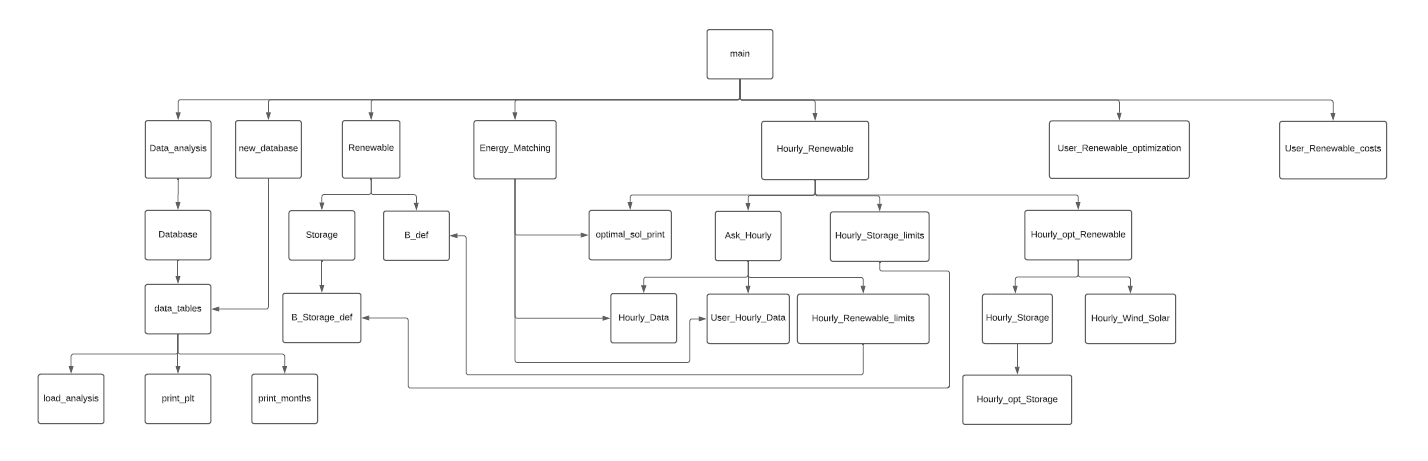 main
Data_analysis
new_database
Renewable
Energy_Matching
Hourly_Renewable
User_Renewable_optimization
User_Renewable_costs
Database
Storage
B_def
optimal_sol_print
Ask_Hourly
Hourly_Storage_limits
Hourly_opt_Renewable
data_tables
B_Storage_def
Hourly_Data
User_Hourly_Data
Hourly_Renewable_limits
Hourly_Storage
Hourly_Wind_Solar
load_analysis
print_plt
print_months
Hourly_opt_Storage